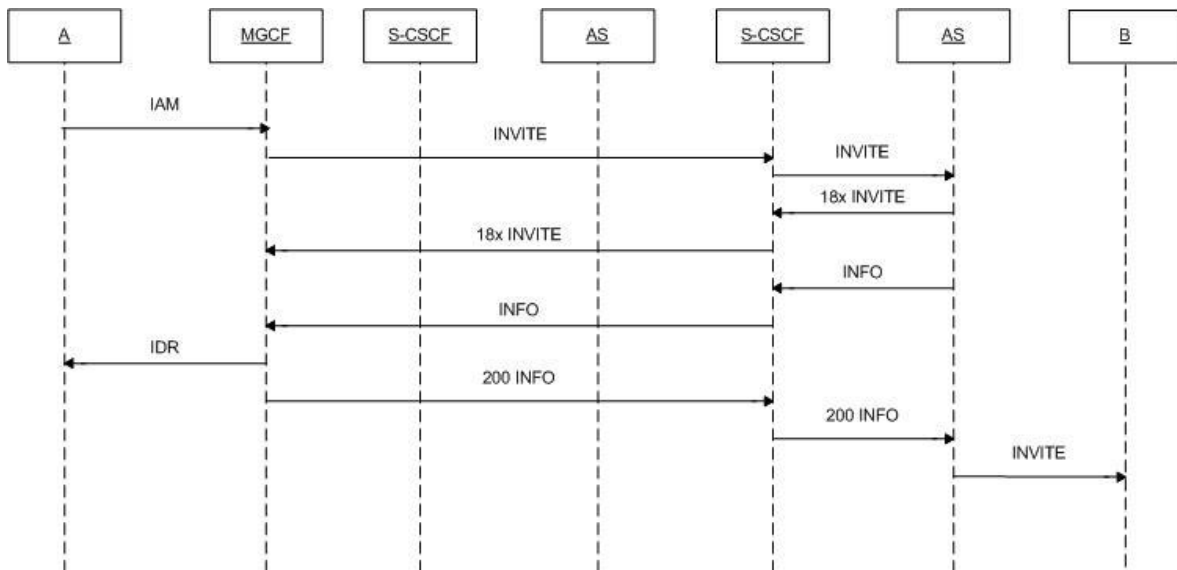 A
MGCF
S-CSCF
AS
S-CSCF
AS
B
IAM
INVITE
INVITE
18x INVITE
18x INVITE
INFO
INFO
IDR
200 INFO
200 INFO
INVITE